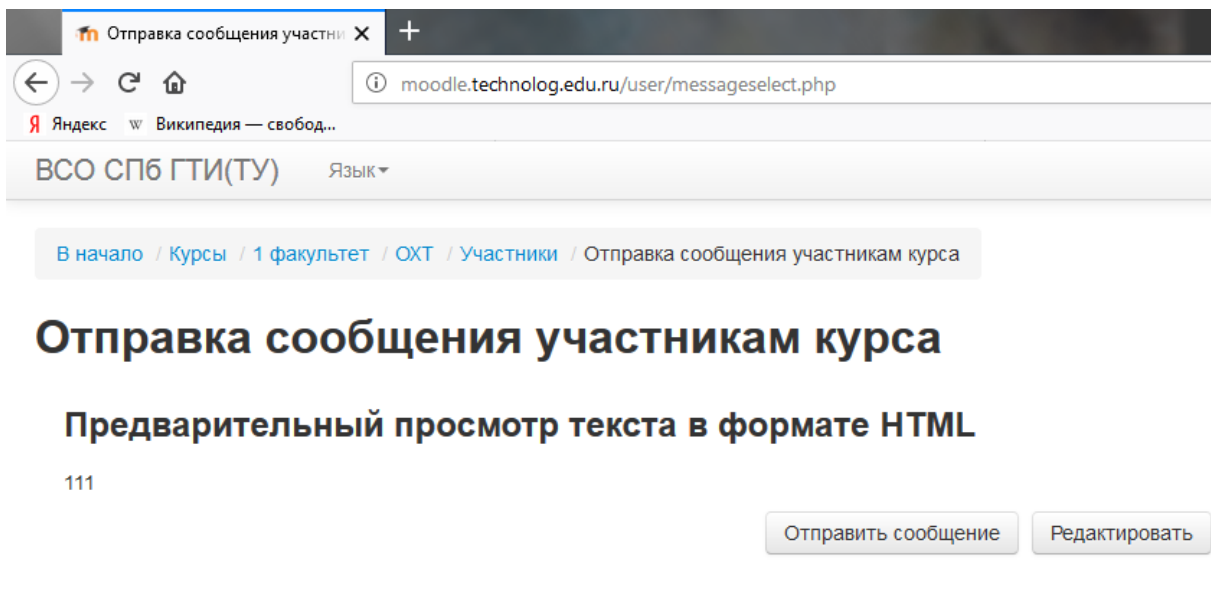 Отправка сообщения участни
moodle.technolog.edu.ru/user/messageselect.php
Яндекс W Википедия — свобод...
ВСО СПб ГТИ(ТУ) Язык
В начало / Курсы / 1 факультет / ОХТ / Участники / Отправка сообщения участникам курса
Отправка сообщения участникам курса
Предварительный просмотр текста в формате HTML
111
Отправить сообщение Редактировать